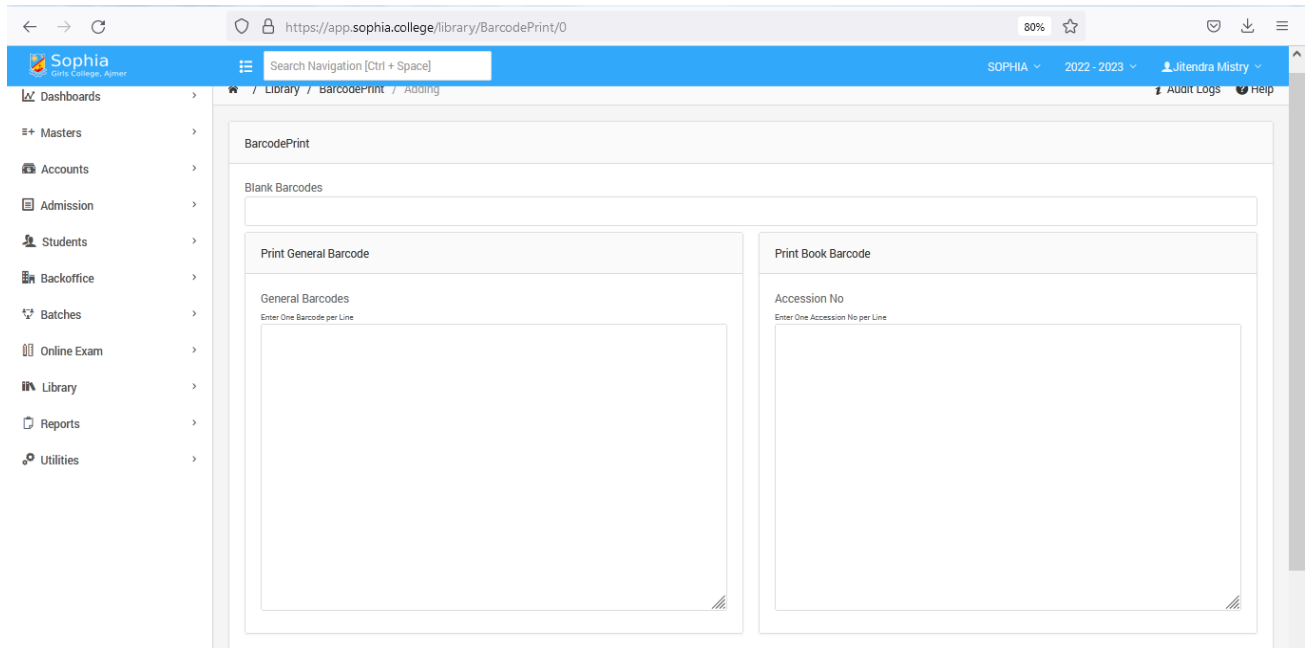 https://app.sophia.college/library/BarcodePrint/0
80%
Sophia
Girls College, Ajmer
Search Navigation [Ctrl + Space]
SOPHIA
2022 - 2023
Jitendra Mistry
Dashboards
/ Library / BarcodePrint / Adding
Audit Logs
Help
Masters
Accounts
Admission
Students
Backoffice
Batches
Online Exam
Library
Reports
Utilities
BarcodePrint
Blank Barcodes
Print General Barcode
General Barcodes
Enter One Barcode per Line
Print Book Barcode
Accession No
Enter One Accession No per Line